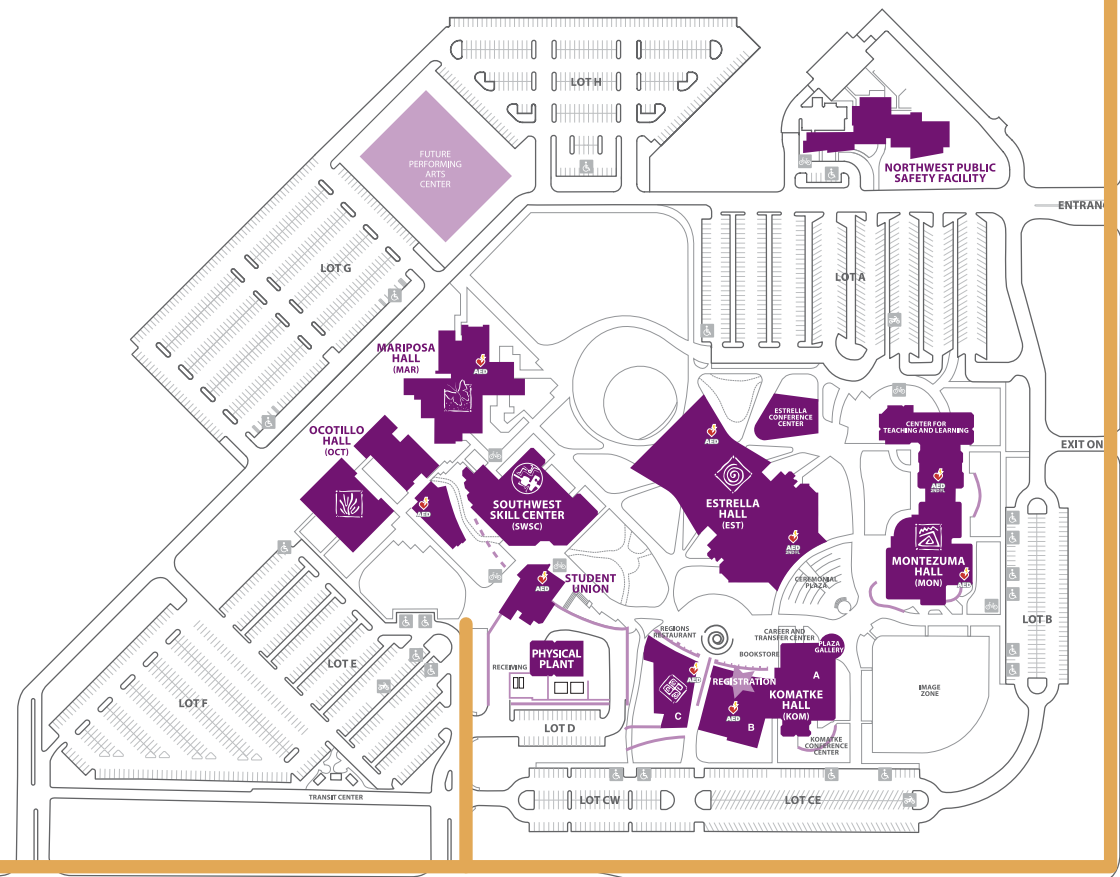 LOT H
FUTURE
PERFORMING
ARTS
CENTER
NORTHWEST PUBLIC
SAFETY FACILITY
ENTRANC
LOT G
LOT A
MARIPOSA
HALL
(MAR)
AED
ESTRELLA
CONFERENCE
CENTER
CENTER FOR
TEACHING AND LEARNING
OCOTILLO
HALL
(OCT)
AED
EXIT ON
AED
2ND FL
SOUTHWEST
SKILL CENTER
(SWSC)
AED
ESTRELLA
HALL
(EST)
AED
2ND FL
MONTEZUMA
HALL
(MON)
AED
STUDENT
UNION
AED
CEREMONIAL
PLAZA
LOT B
REGIONS
RESTAURANT
CAREER AND
TRANSFER CENTER
BOOKSTORE
PLAZA
GALLERY
PHYSICAL
PLANT
RECEIVING
LOT E
LOT F
AED
REGISTRATION
A
KOMATKE
HALL
(KOM)
IMAGE
ZONE
C
AED
B
LOT D
KOMATKE
CONFERENCE
CENTER
TRANSIT CENTER
LOT CW
LOT CE